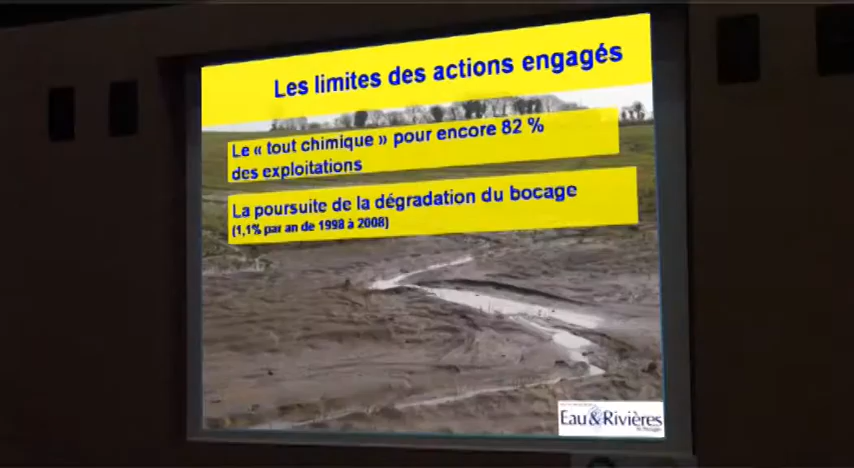 Les limites des actions engagés
Le « tout chimique » pour encore 82 %
des exploitations
La poursuite de la dégradation du bocage
(1,1% par an de 1998 à 2008)
Eau & Rivières